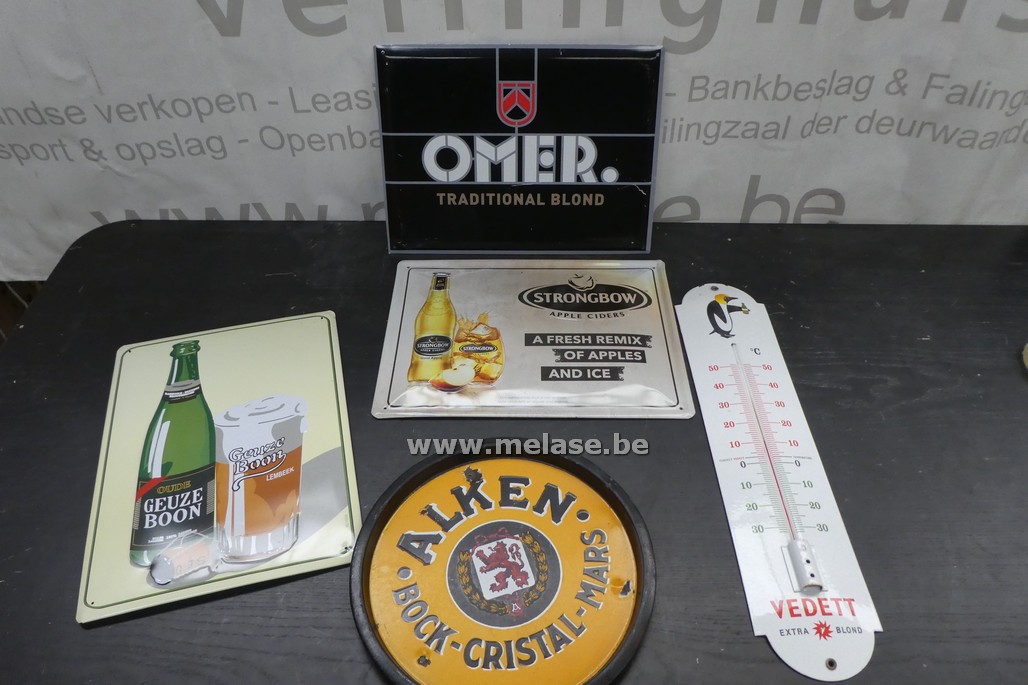 ndse verkopen - Leasi
- Bankbeslag & Faling
sport & opslag - Openba
ilingzaal der deurwaard
www.
se.be
OMER.
TRADITIONAL BLOND
STRONGBOW
APPLE CIDERS
A FRESH REMIX
OF APPLES
AND ICE
STRONGBOW
STRONGBOW
www.melase.be
OUDE
GEUZE
BOON
Geuze
Boon
LEMBEEK
ALKEN
BOCK-CRISTAL-MARS
°C
50 50
40 40
30 30
20 20
10 10
0 0
10 10
20 20
30 30
VEDETT
EXTRA BLOND